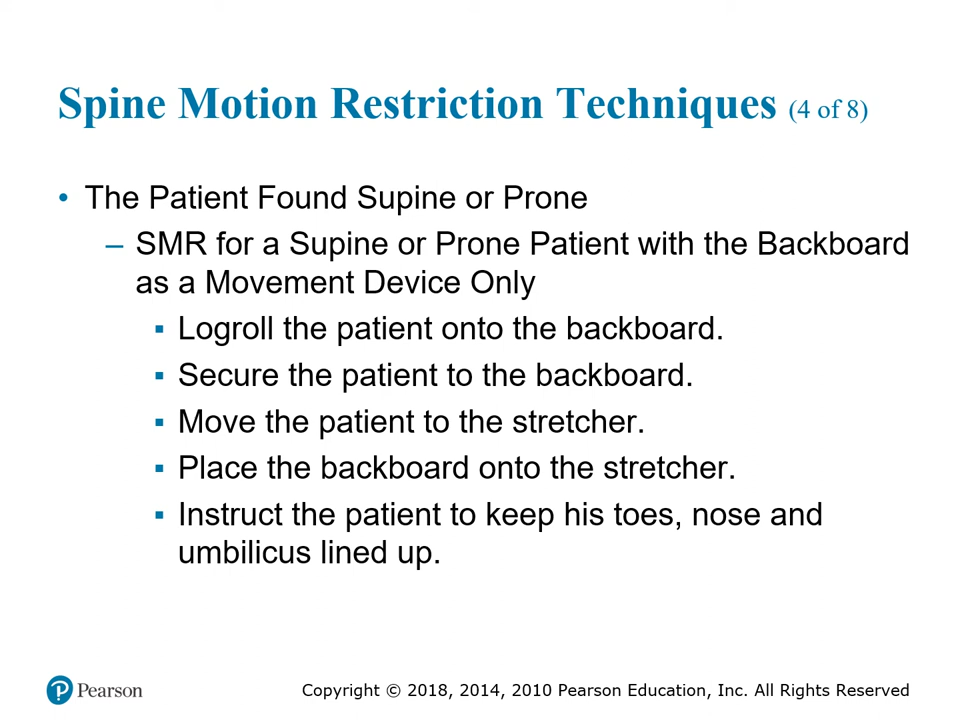 Spine Motion Restriction Techniques (4 of 8)
• The Patient Found Supine or Prone
– SMR for a Supine or Prone Patient with the Backboard
as a Movement Device Only
▪ Logroll the patient onto the backboard.
▪ Secure the patient to the backboard.
▪ Move the patient to the stretcher.
▪ Place the backboard onto the stretcher.
▪ Instruct the patient to keep his toes, nose and
umbilicus lined up.
Pearson
Copyright © 2018, 2014, 2010 Pearson Education, Inc. All Rights Reserved